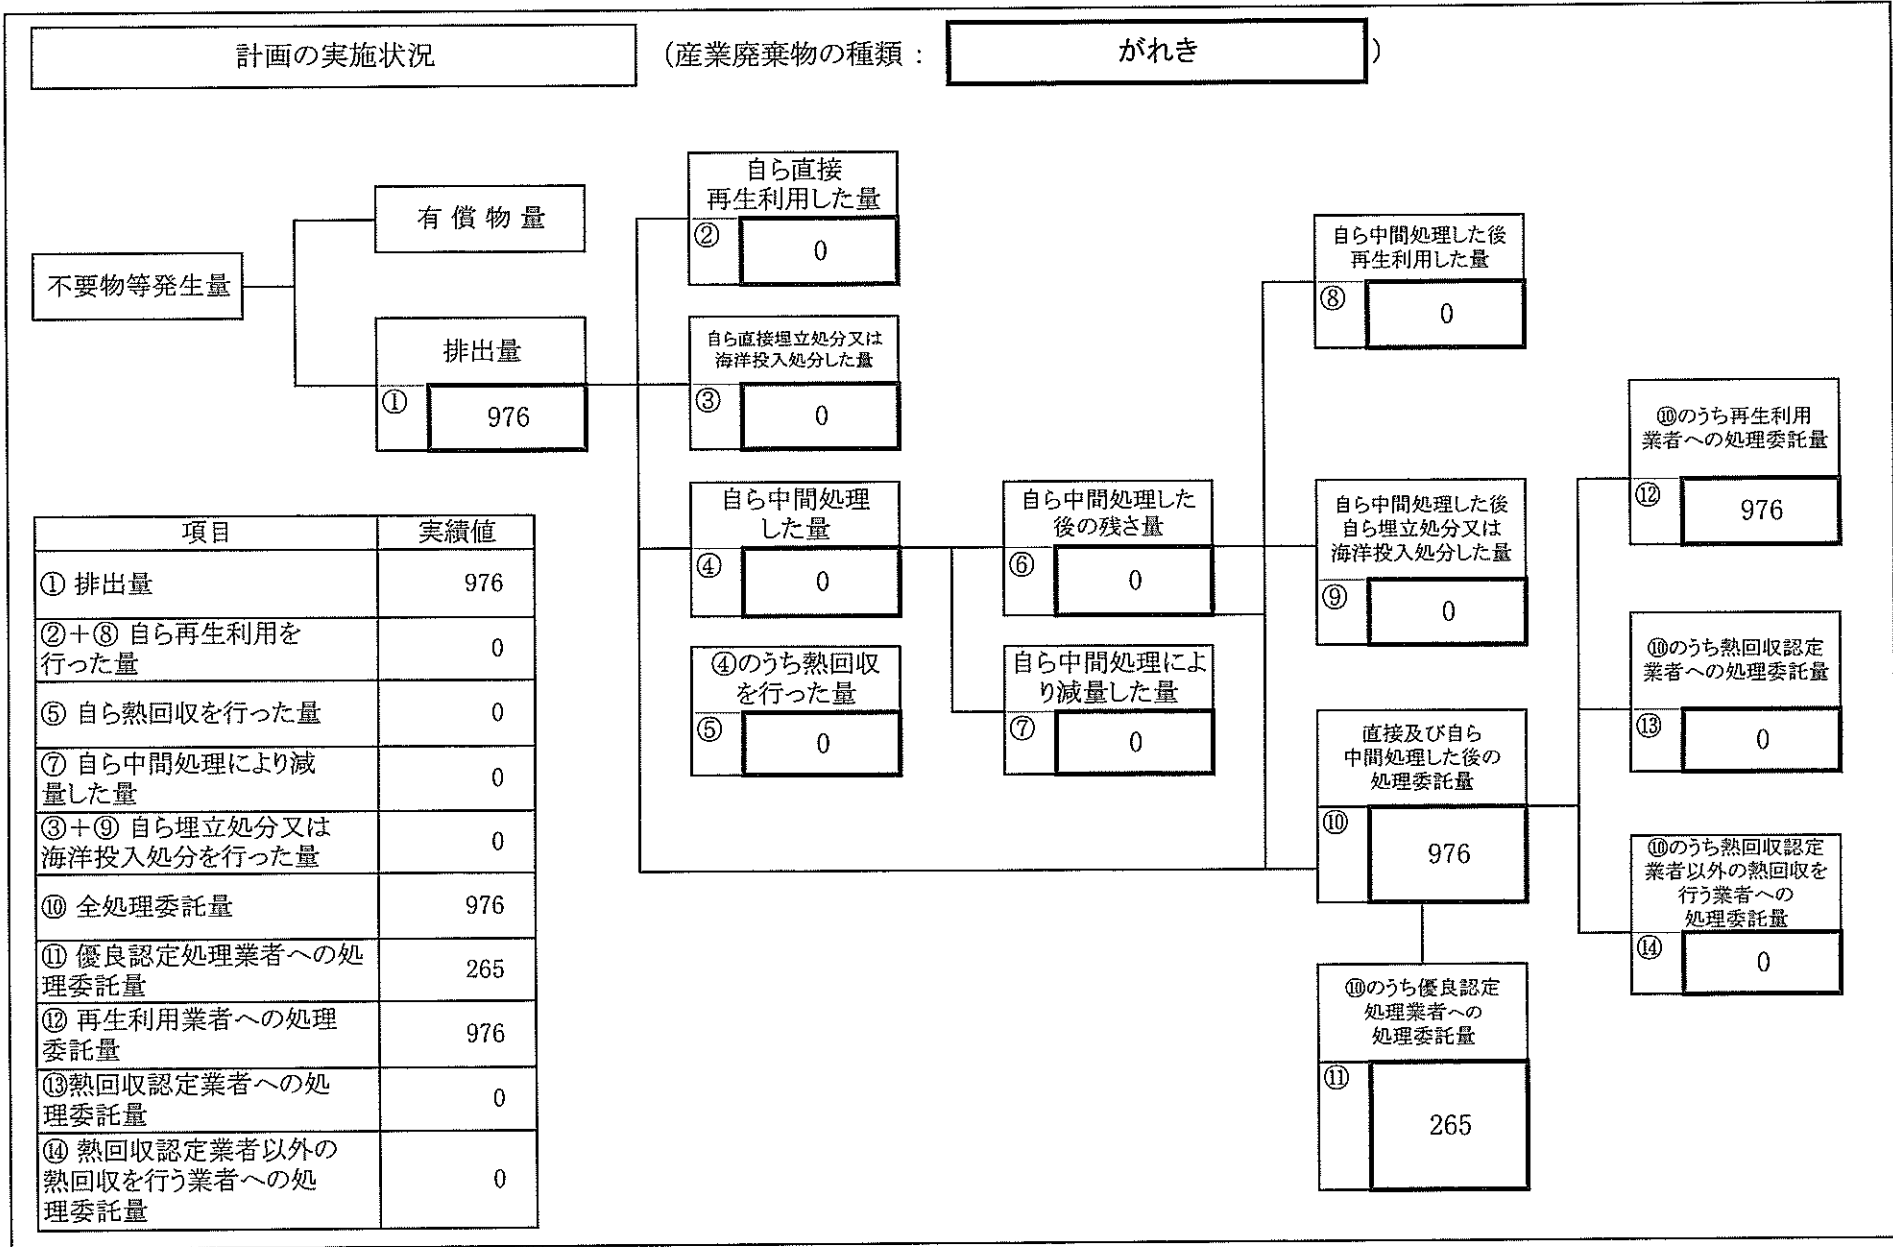 計画の実施状況
(産業廃棄物の種類：
がれき
)
不要物等発生量
有償物量
排出量
①
976
自ら直接
再生利用した量
②
0
自ら直接埋立処分又は
海洋投入処分した量
③
0
自ら中間処理
した量
④
0
④のうち熱回収
を行った量
⑤
0
自ら中間処理した
後の残さ量
⑥
0
自ら中間処理によ
り減量した量
⑦
0
自ら中間処理した後
再生利用した量
⑧
0
自ら中間処理した後
自ら埋立処分又は
海洋投入処分した量
⑨
0
直接及び自ら
中間処理した後の
処理委託量
⑩
976
⑩のうち優良認定
処理業者への
処理委託量
⑪
265
⑩のうち再生利用
業者への処理委託量
⑫
976
⑩のうち熱回収認定
業者への処理委託量
⑬
0
⑩のうち熱回収認定
業者以外の熱回収を
行う業者への
処理委託量
⑭
0
項目 実績値
① 排出量 976
②＋⑧ 自ら再生利用を
行った量 0
⑤ 自ら熱回収を行った量 0
⑦ 自ら中間処理により減
量した量 0
③＋⑨ 自ら埋立処分又は
海洋投入処分を行った量 0
⑩ 全処理委託量 976
⑪ 優良認定処理業者への処
理委託量 265
⑫ 再生利用業者への処理
委託量 976
⑬熱回収認定業者への処
理委託量 0
⑭ 熱回収認定業者以外の
熱回収を行う業者への処
理委託量 0